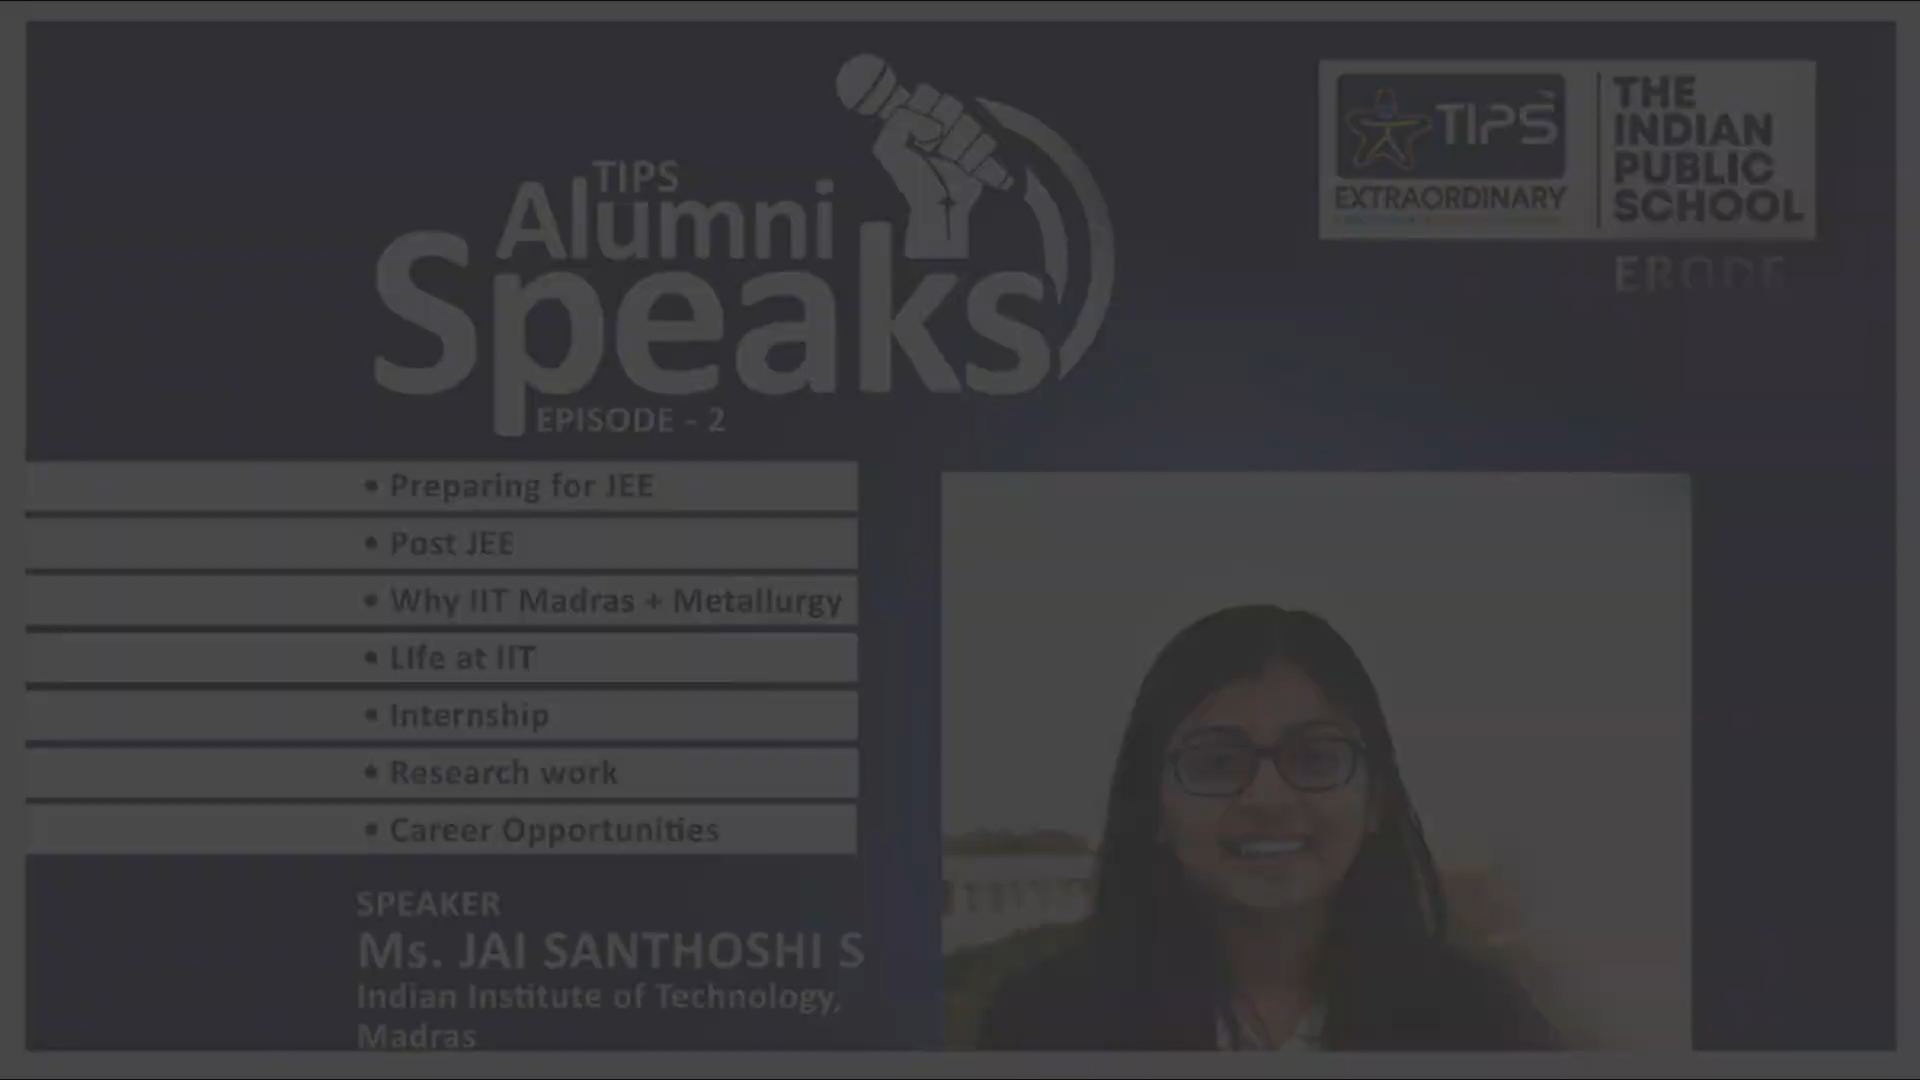 TIPS
Alumni
Speaks
EPISODE - 2
TIPS
EXTRAORDINARY
THE
INDIAN
PUBLIC
SCHOOL
ERODE
• Preparing for JEE
• Post JEE
• Why IIT Madras + Metallurgy
• LIfe at IIT
• Internship
• Research work
• Career Opportunities
SPEAKER
Ms. JAI SANTHOSHI S
Indian Institute of Technology,
Madras